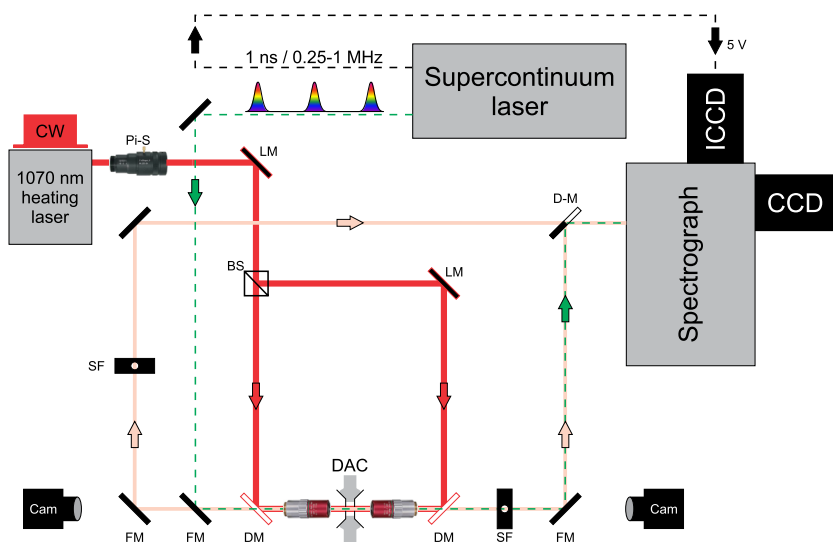 5 V
1 ns / 0.25-1 MHz
Supercontinuum
laser
ICCD
CW
Pi-S
LM
1070 nm
heating
laser
D-M
CCD
Spectrograph
BS
LM
SF
DAC
Cam
Cam
FM
FM
DM
DM
SF
FM